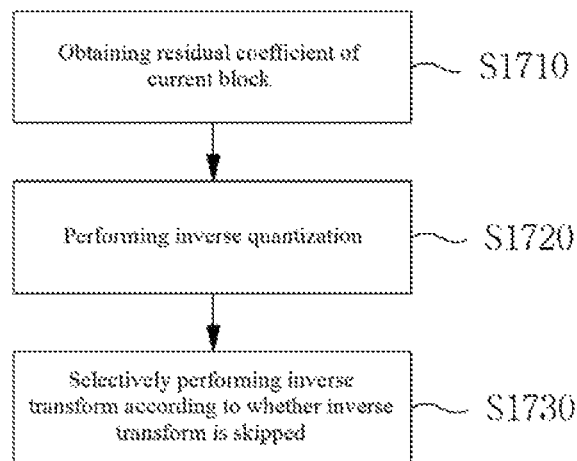 Obtaining residual coefficient of
current block.
S1710
Performing inverse quantization
S1720
Selectively performing inverse
transform according to whether inverse
transform is skipped
S1730